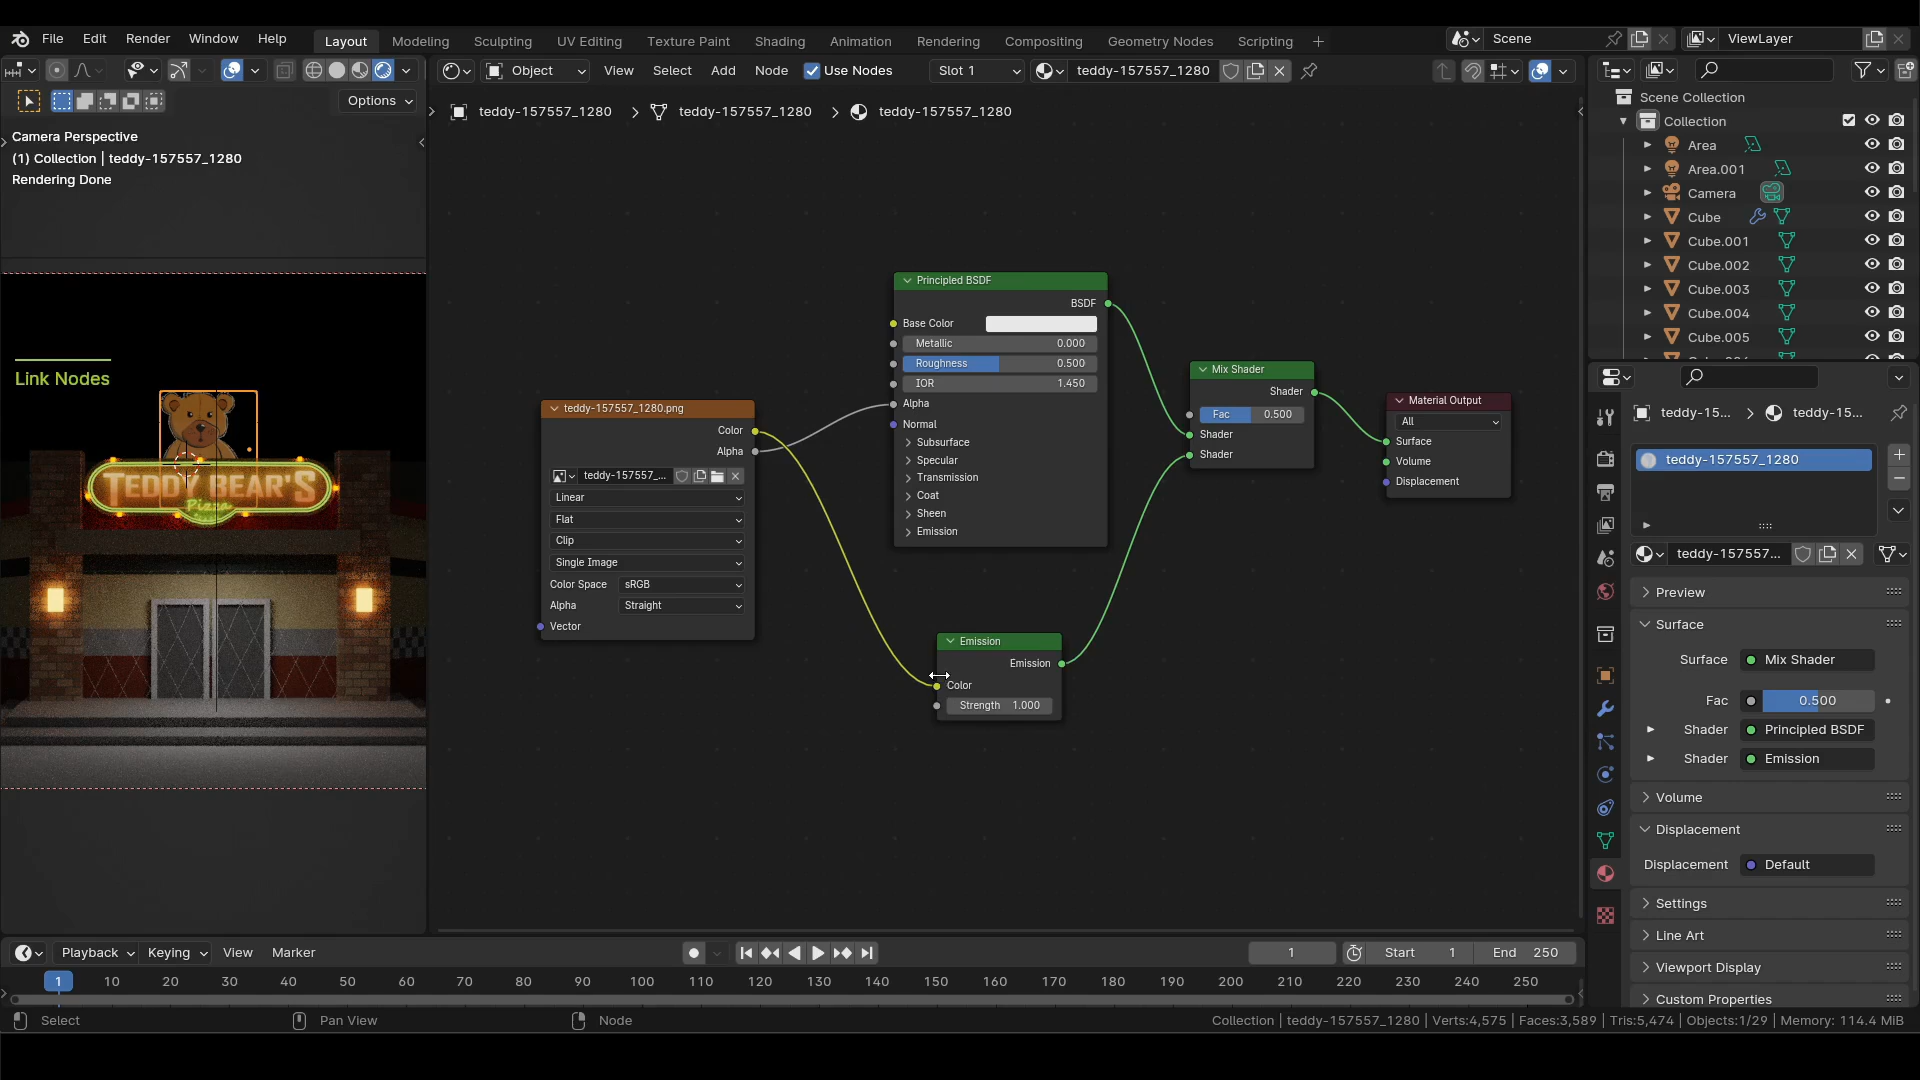 File Edit Render Window Help Layout Modeling Sculpting UV Editing Texture Paint Shading Animation Rendering Compositing Geometry Nodes Scripting + Scene ViewLayer
Object View Select Add Node Use Nodes Slot 1 teddy-157557_1280
Options
teddy-157557_1280 > teddy-157557_1280 > teddy-157557_1280
Camera Perspective
(1) Collection | teddy-157557_1280
Rendering Done
Link Nodes
TEDDY BEAR'S
Pizza
teddy-157557_1280.png
Color
Alpha
teddy-157557_...
Linear
Flat
Clip
Single Image
Color Space sRGB
Alpha Straight
Vector
Principled BSDF
BSDF
Base Color
Metallic 0.000
Roughness 0.500
IOR 1.450
Alpha
Normal
Subsurface
Specular
Transmission
Coat
Sheen
Emission
Emission
Emission
Color
Strength 1.000
Mix Shader
Shader
Fac 0.500
Shader
Shader
Material Output
All
Surface
Volume
Displacement
Scene Collection
Collection
Area
Area.001
Camera
Cube
Cube.001
Cube.002
Cube.003
Cube.004
Cube.005
teddy-15... > teddy-15...
teddy-157557_1280
teddy-157557...
Preview
Surface
Surface Mix Shader
Fac 0.500
Shader Principled BSDF
Shader Emission
Volume
Displacement
Displacement Default
Settings
Line Art
Viewport Display
Custom Properties
Playback Keying View Marker 1 Start 1 End 250
1 10 20 30 40 50 60 70 80 90 100 110 120 130 140 150 160 170 180 190 200 210 220 230 240 250
Select Pan View Node Collection | teddy-157557_1280 | Verts:4,575 | Faces:3,589 | Tris:5,474 | Objects:1/29 | Memory: 114.4 MiB